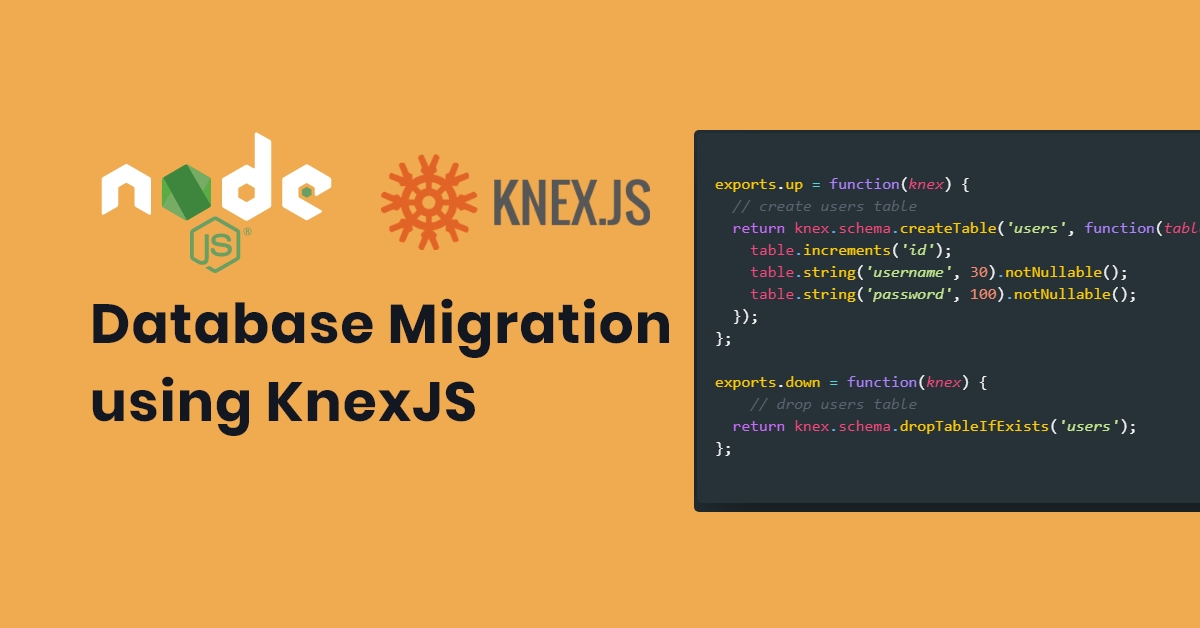 node
JS®
KNEX.JS
Database Migration
using KnexJS
exports.up = function(knex) {
// create users table
return knex.schema.createTable('users', function(tabl
table.increments('id');
table.string('username', 30).notNullable();
table.string('password', 100).notNullable();
});
};
exports.down = function(knex) {
// drop users table
return knex.schema.dropTableIfExists('users');
};